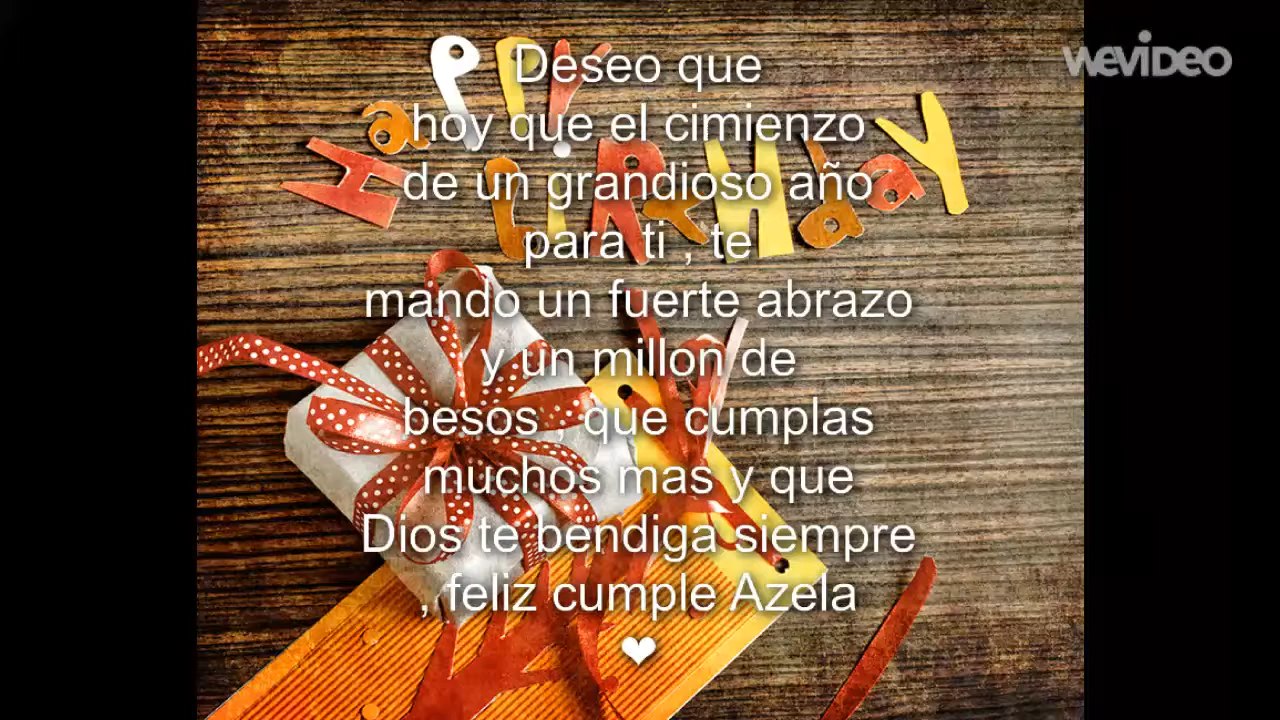 WEVIDEO
HaPPY
BiRtHdaY
Deseo que
hoy que el cimienzo
de un grandioso año
para ti , te
mando un fuerte abrazo
y un millon de
besos , que cumplas
muchos mas y que
Dios te bendiga siempre
, feliz cumple Azela
❤